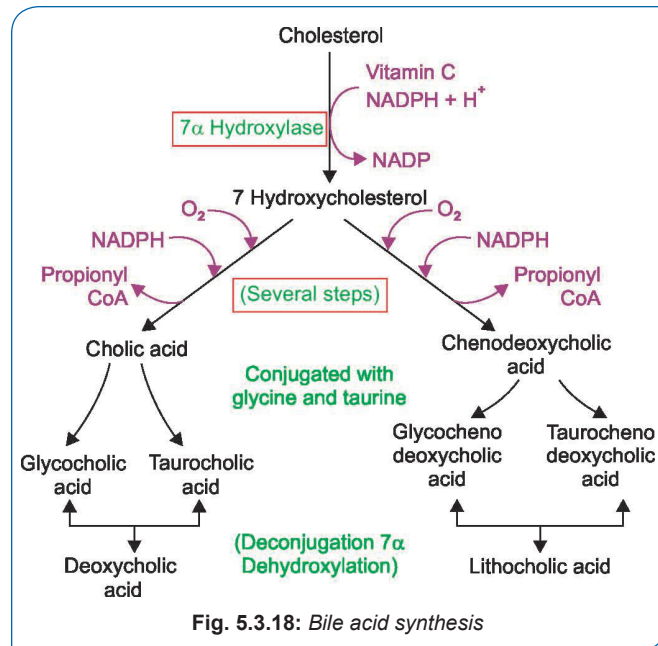 Cholesterol
Vitamin C
NADPH + H⁺
7α Hydroxylase
NADP
7 Hydroxycholesterol
O₂
O₂
NADPH
NADPH
Propionyl
CoA
(Several steps)
Propionyl
CoA
Cholic acid
Chenodeoxycholic
acid
Conjugated with
glycine and taurine
Glycocholic
acid
Taurocholic
acid
Glycocheno
deoxycholic
acid
Taurocheno
deoxycholic
acid
(Deconjugation 7α
Dehydroxylation)
Deoxycholic
acid
Lithocholic acid
Fig. 5.3.18: Bile acid synthesis